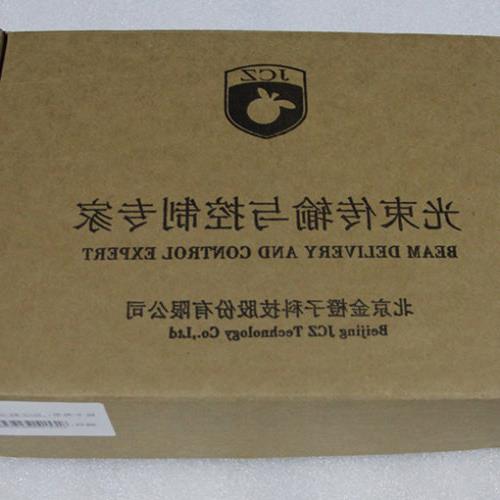 JCZ
光束传输与控制专家
BEAM DELIVERY AND CONTROL EXPERT
北京金橙子科技股份有限公司
Beijing JCZ Technology Co.,Ltd